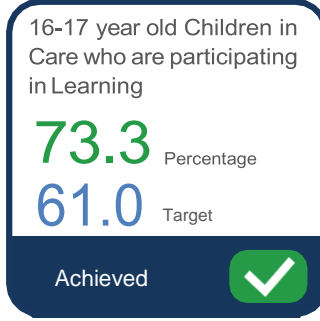 16-17 year old Children in
Care who are participating
in Learning
73.3 Percentage
61.0 Target
Achieved